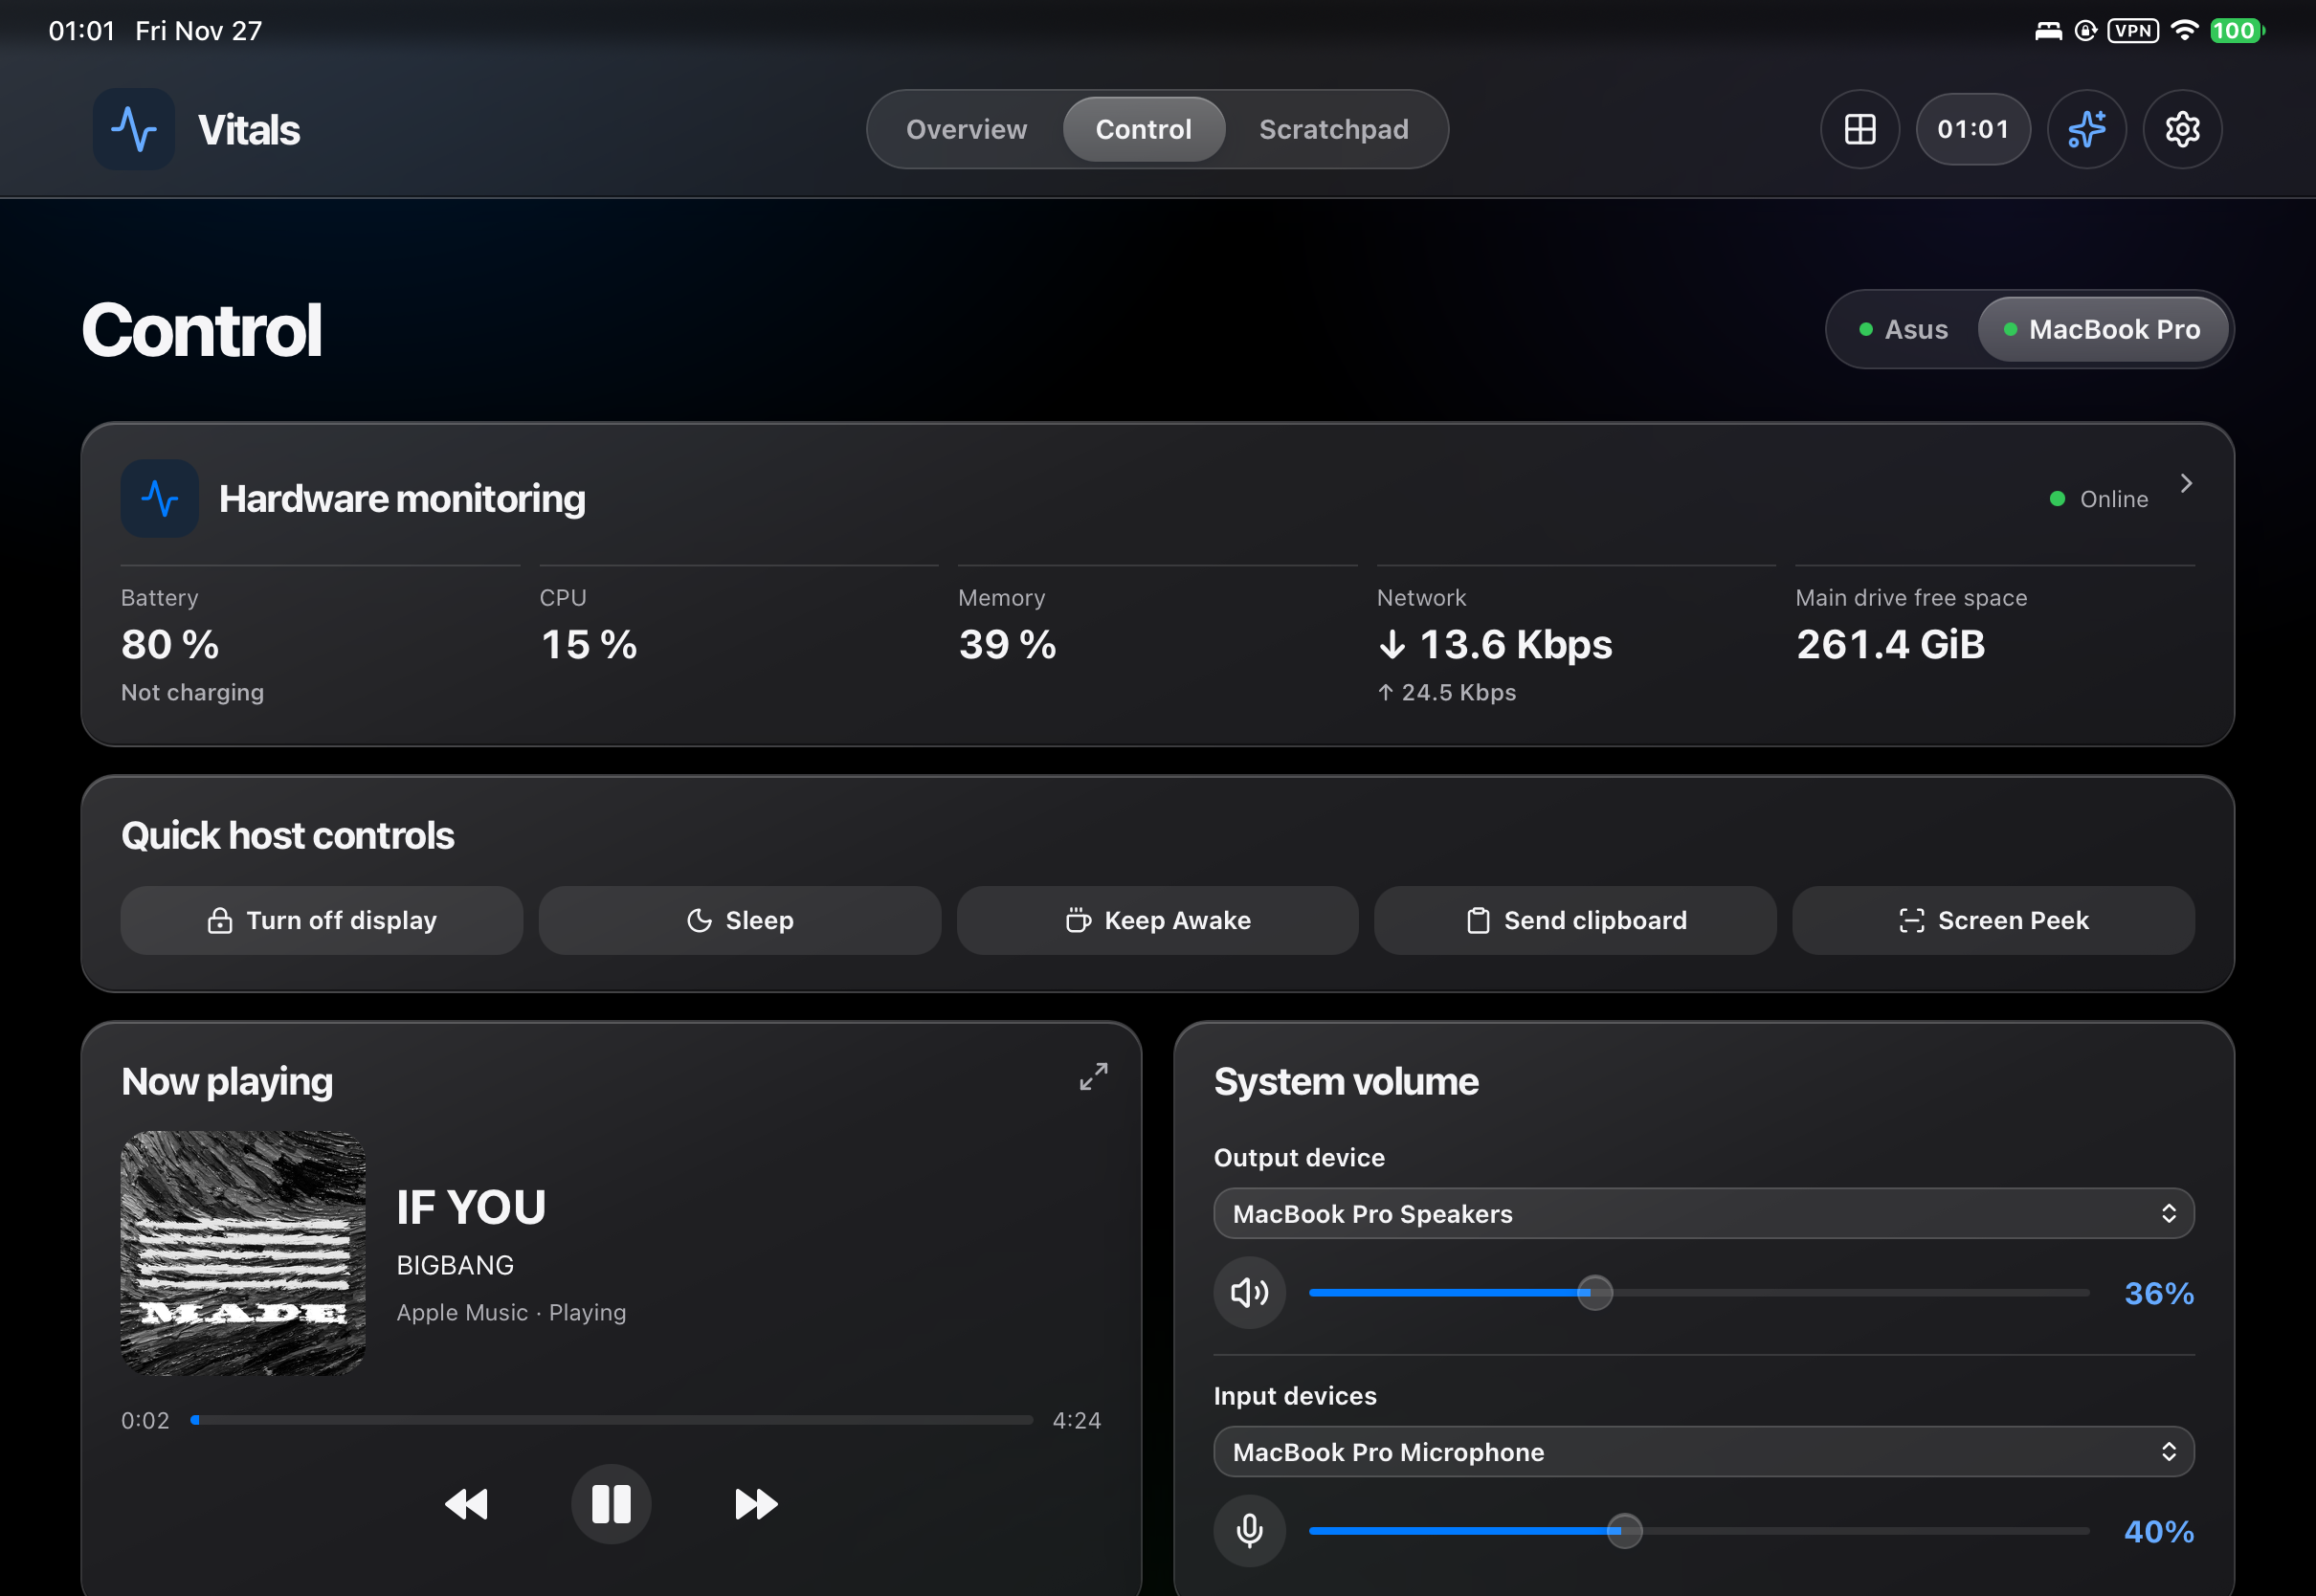 01:01 Fri Nov 27
VPN 100
Vitals
Overview Control Scratchpad
01:01
Control
Asus MacBook Pro
Hardware monitoring
Online
Battery
80 %
Not charging
CPU
15 %
Memory
39 %
Network
↓ 13.6 Kbps
↑ 24.5 Kbps
Main drive free space
261.4 GiB
Quick host controls
Turn off display
Sleep
Keep Awake
Send clipboard
Screen Peek
Now playing
MADE
IF YOU
BIGBANG
Apple Music · Playing
0:02 4:24
System volume
Output device
MacBook Pro Speakers
36%
Input devices
MacBook Pro Microphone
40%